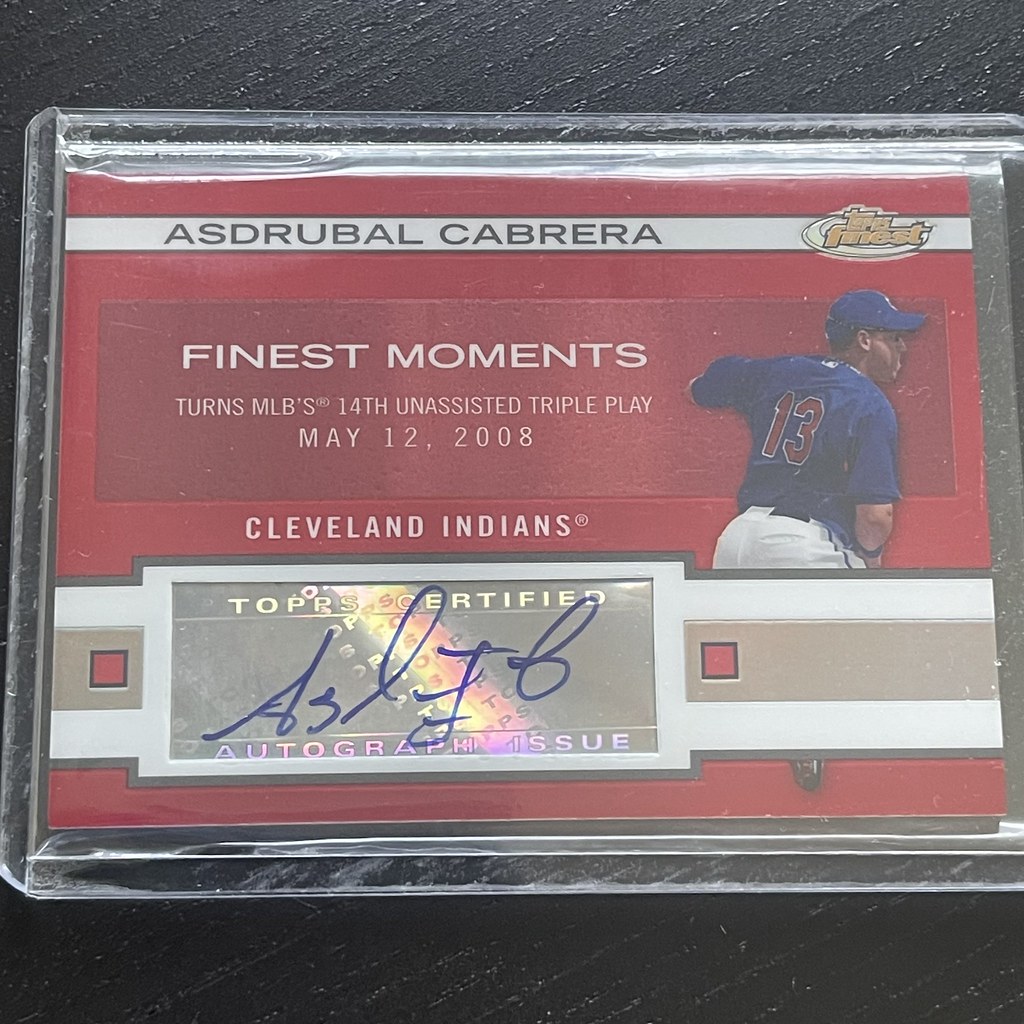 ASDRUBAL CABRERA
Topps
finest
FINEST MOMENTS
TURNS MLB'S® 14TH UNASSISTED TRIPLE PLAY
MAY 12, 2008
13
CLEVELAND INDIANS®
TOPPS CERTIFIED
AUTOGRAPH ISSUE